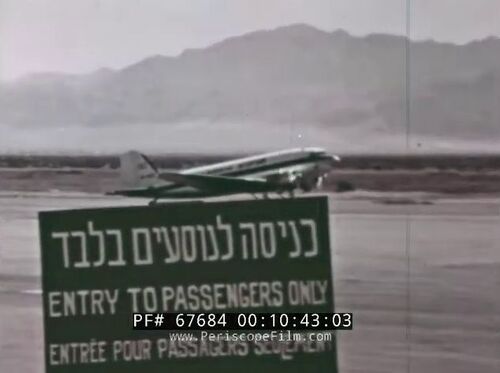 כניסה לנוסעים בלבד
ENTRY TO PASSENGERS ONLY
PF# 67684 00:10:43:03
www.PeriscopeFilm.com
ENTRÉE POUR PASSAGERS SEULEMENT